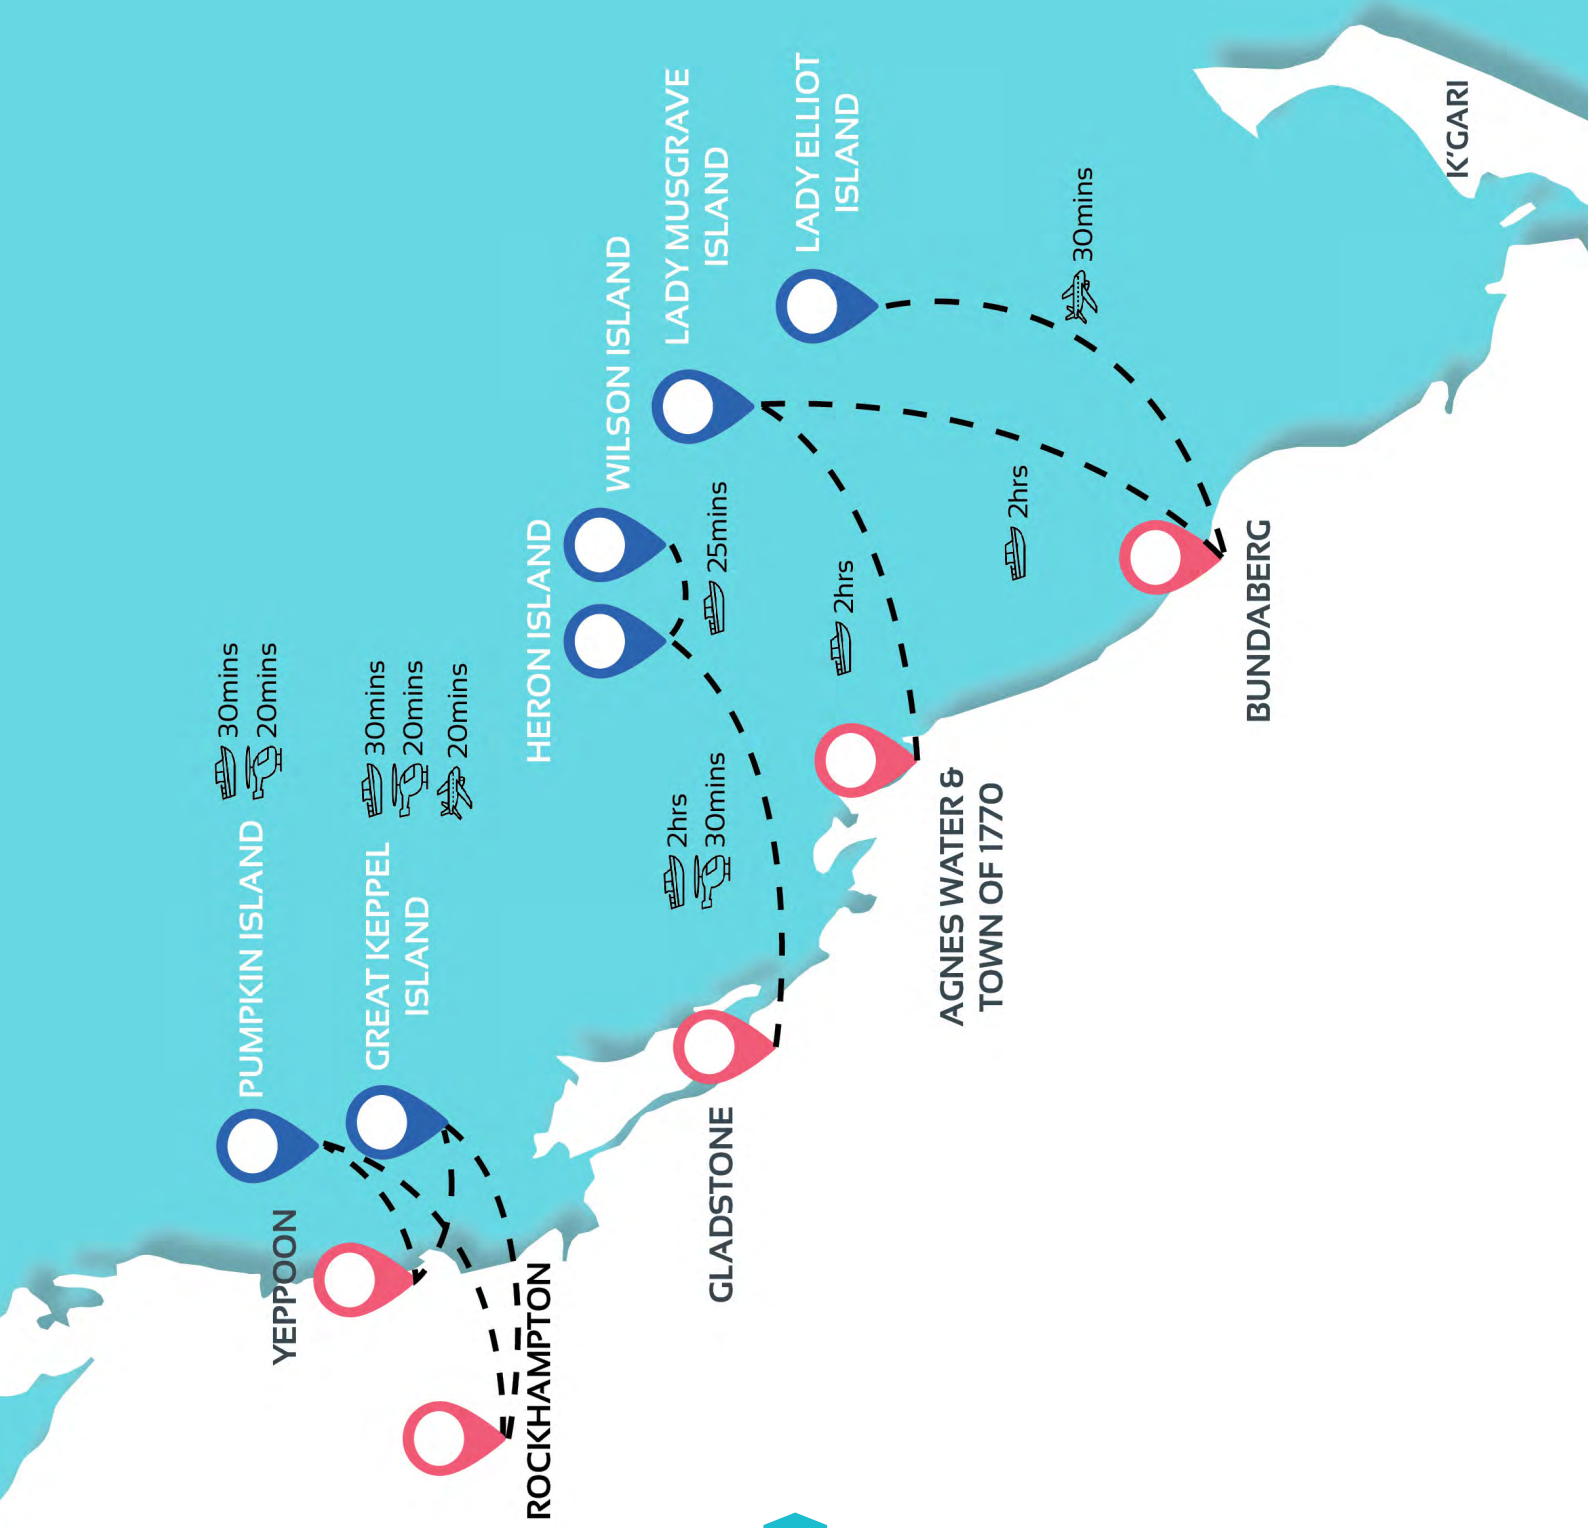 PUMPKIN ISLAND
30mins
20mins
GREAT KEPPEL
ISLAND
30mins
20mins
20mins
YEPPOON
ROCKHAMPTON
HERON ISLAND
WILSON ISLAND
25mins
2hrs
30mins
GLADSTONE
LADY MUSGRAVE
ISLAND
LADY ELLIOT
ISLAND
2hrs
AGNES WATER &
TOWN OF 1770
2hrs
30mins
BUNDABERG
K'GARI